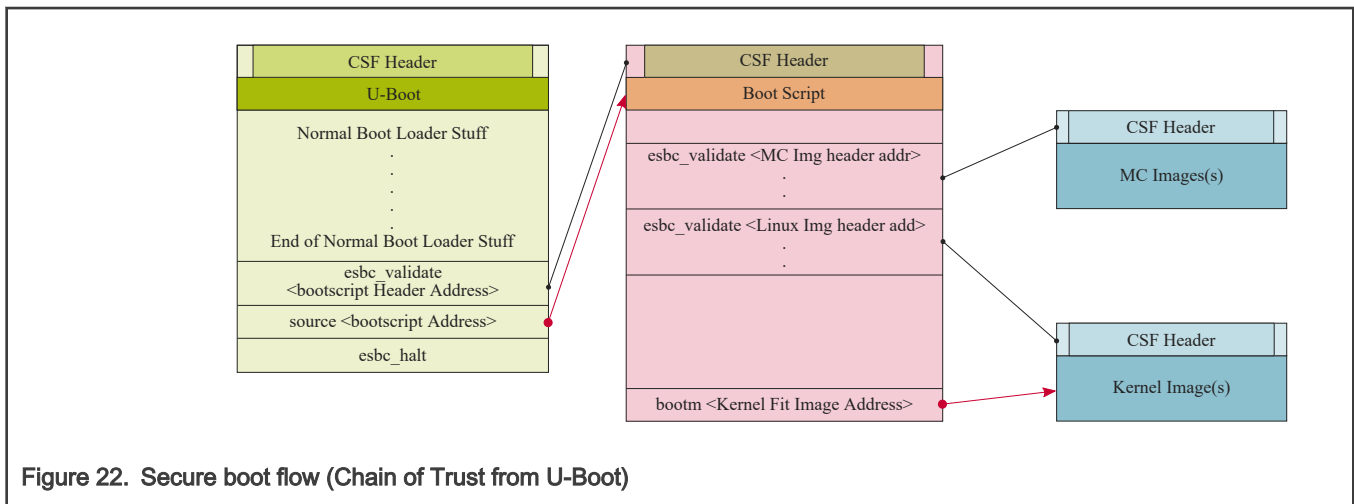 CSF Header
U-Boot
Normal Boot Loader Stuff
.
.
.
.
.
End of Normal Boot Loader Stuff
esbc_validate
<bootscript Header Address>
source <bootscript Address>
esbc_halt
CSF Header
Boot Script
esbc_validate <MC Img header addr>
.
.
esbc_validate <Linux Img header add>
.
.
bootm <Kernel Fit Image Address>
CSF Header
MC Images(s)
CSF Header
Kernel Image(s)
Figure 22. Secure boot flow (Chain of Trust from U-Boot)